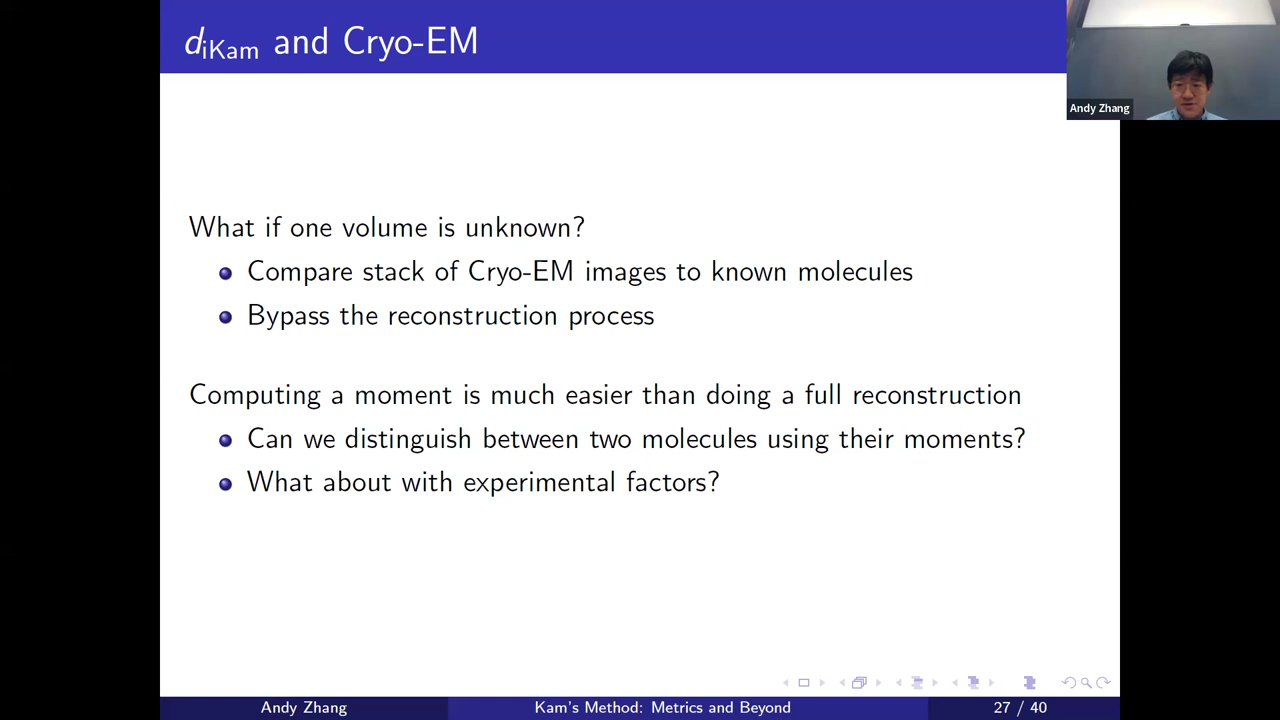 d_iKam and Cryo-EM
Andy Zhang
What if one volume is unknown?
Compare stack of Cryo-EM images to known molecules
Bypass the reconstruction process
Computing a moment is much easier than doing a full reconstruction
Can we distinguish between two molecules using their moments?
What about with experimental factors?
Andy Zhang
Kam's Method: Metrics and Beyond
27 / 40